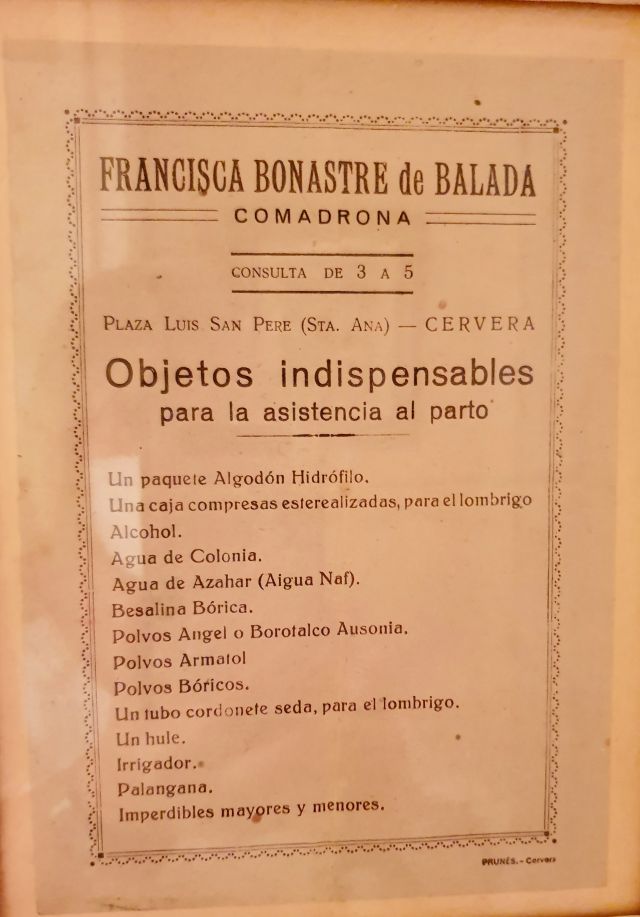 FRANCISCA BONASTRE de BALADA
COMADRONA
CONSULTA DE 3 A 5
PLAZA LUIS SAN PERE (STA. ANA) — CERVERA
Objetos indispensables
para la asistencia al parto
Un paquete Algodón Hidrófilo.
Una caja compresas esterealizadas, para el lombrigo
Alcohol.
Agua de Colonia.
Agua de Azahar (Aigua Naf).
Besalina Bórica.
Polvos Angel o Borotalco Ausonia.
Polvos Armatol
Polvos Bóricos.
Un tubo cordonete seda, para el lombrigo.
Un hule.
Irrigador.
Palangana.
Imperdibles mayores y menores.
PRUNÉS. - Cervera